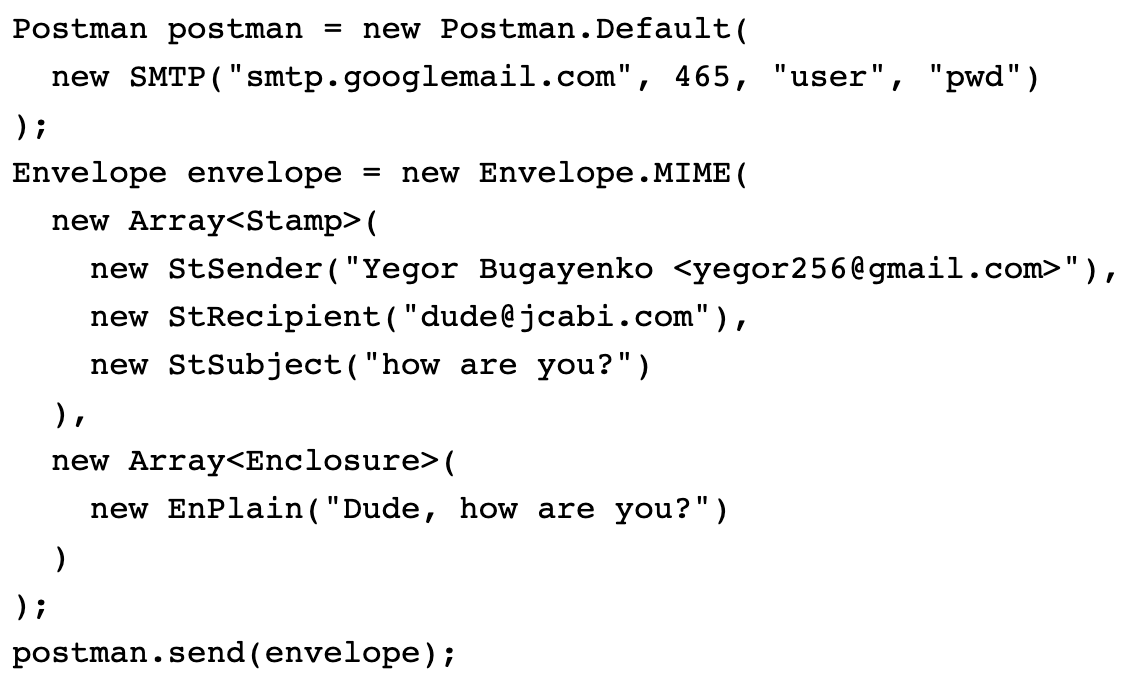 Postman postman = new Postman.Default(
  new SMTP("smtp.googlemail.com", 465, "user", "pwd")
);
Envelope envelope = new Envelope.MIME(
  new Array<Stamp>(
    new StSender("Yegor Bugayenko <yegor256@gmail.com>"),
    new StRecipient("dude@jcabi.com"),
    new StSubject("how are you?")
  ),
  new Array<Enclosure>(
    new EnPlain("Dude, how are you?")
  )
);
postman.send(envelope);